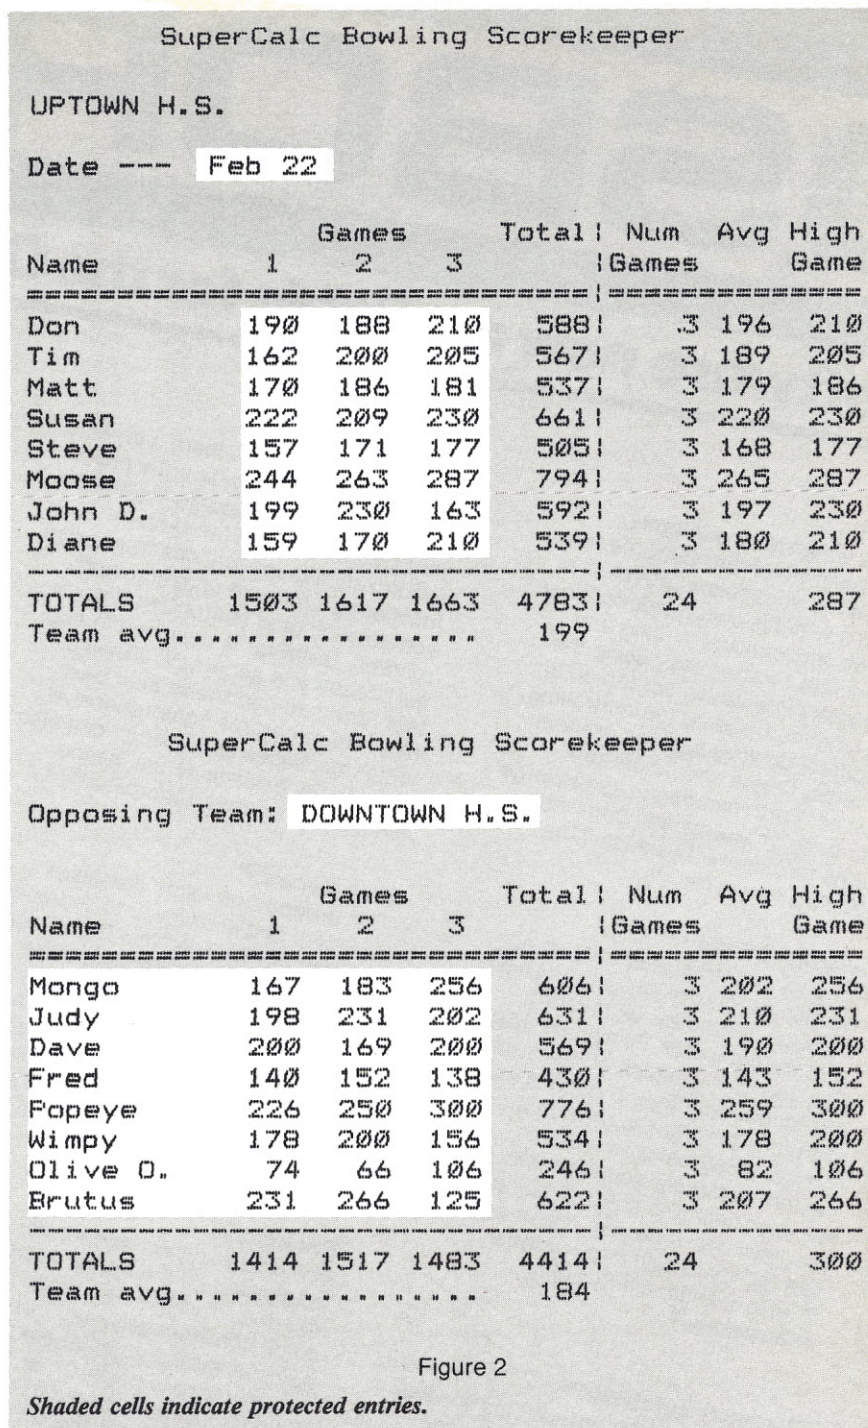 SuperCalc Bowling Scorekeeper
UPTOWN H.S.
Date --- Feb 22
Games Total| Num Avg High
Name 1 2 3 |Games Game
===============================|==============
Don 190 188 210 588| 3 196 210
Tim 162 200 205 567| 3 189 205
Matt 170 186 181 537| 3 179 186
Susan 222 209 230 661| 3 220 230
Steve 157 171 177 505| 3 168 177
Moose 244 263 287 794| 3 265 287
John D. 199 230 163 592| 3 197 230
Diane 159 170 210 539| 3 180 210
-------------------------------|--------------
TOTALS 1503 1617 1663 4783| 24 287
Team avg................. 199
SuperCalc Bowling Scorekeeper
Opposing Team: DOWNTOWN H.S.
Games Total| Num Avg High
Name 1 2 3 |Games Game
===============================|==============
Mongo 167 183 256 606| 3 202 256
Judy 198 231 202 631| 3 210 231
Dave 200 169 200 569| 3 190 200
Fred 140 152 138 430| 3 143 152
Popeye 226 250 300 776| 3 259 300
Wimpy 178 200 156 534| 3 178 200
Olive O. 74 66 106 246| 3 82 106
Brutus 231 266 125 622| 3 207 266
-------------------------------|--------------
TOTALS 1414 1517 1483 4414| 24 300
Team avg................. 184
Figure 2
Shaded cells indicate protected entries.